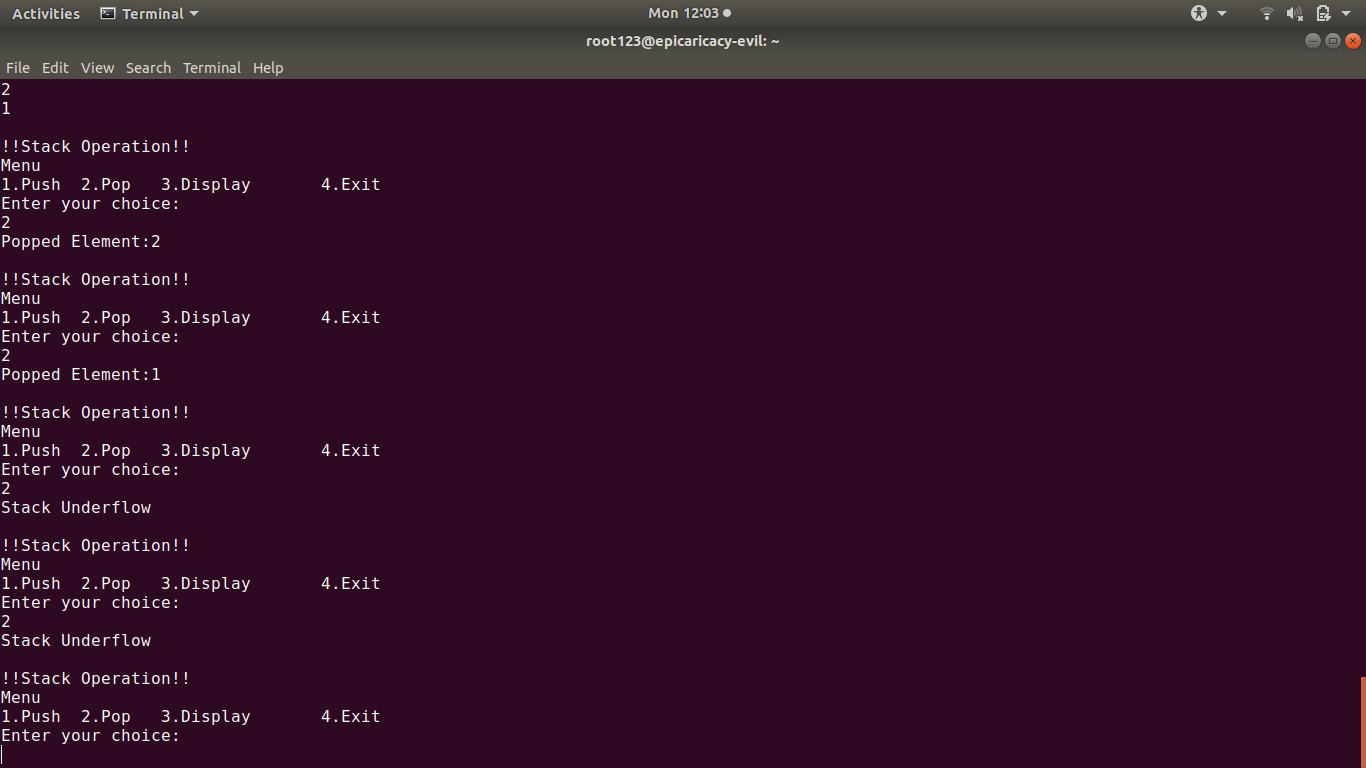 Activities Terminal Mon 12:03
root123@epicaricacy-evil: ~
File Edit View Search Terminal Help
2
1
!!Stack Operation!!
Menu
1.Push  2.Pop   3.Display       4.Exit
Enter your choice:
2
Popped Element:2
!!Stack Operation!!
Menu
1.Push  2.Pop   3.Display       4.Exit
Enter your choice:
2
Popped Element:1
!!Stack Operation!!
Menu
1.Push  2.Pop   3.Display       4.Exit
Enter your choice:
2
Stack Underflow
!!Stack Operation!!
Menu
1.Push  2.Pop   3.Display       4.Exit
Enter your choice:
2
Stack Underflow
!!Stack Operation!!
Menu
1.Push  2.Pop   3.Display       4.Exit
Enter your choice: